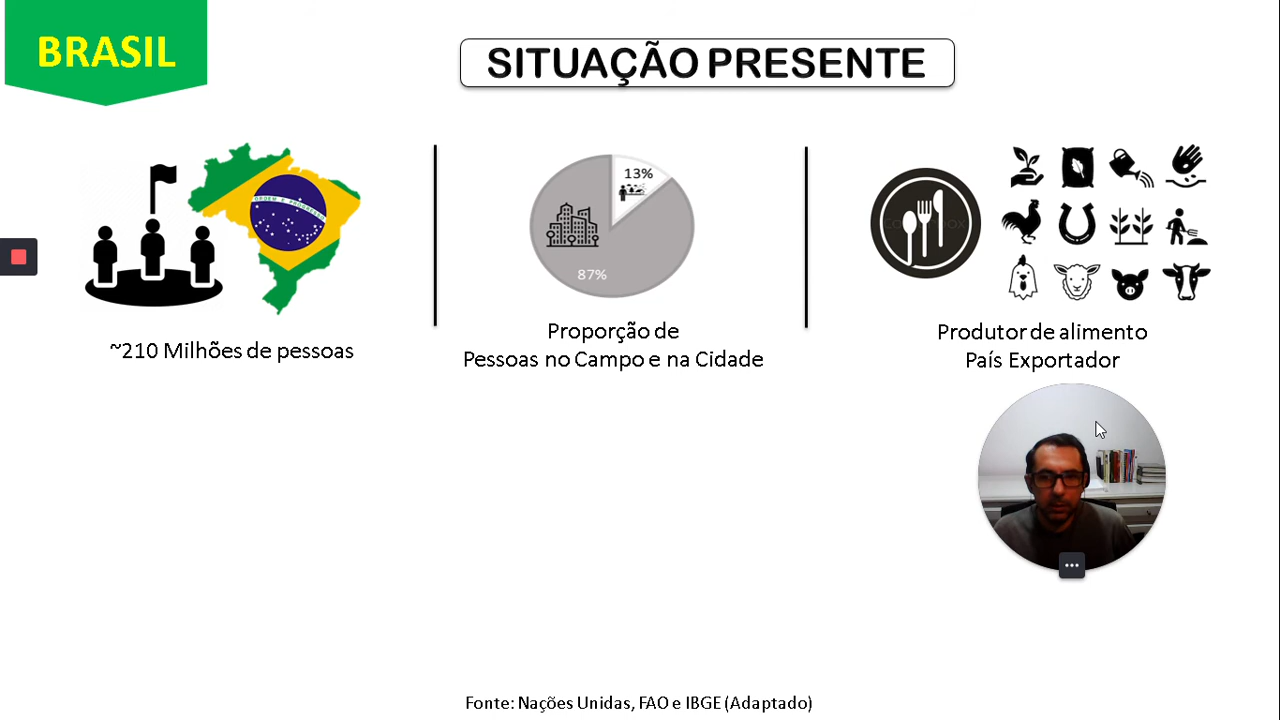 BRASIL
SITUAÇÃO PRESENTE
13%
87%
~210 Milhões de pessoas
Proporção de
Pessoas no Campo e na Cidade
Produtor de alimento
País Exportador
Fonte: Nações Unidas, FAO e IBGE (Adaptado)